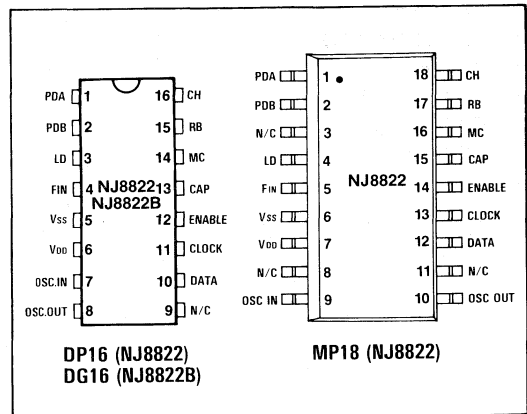 PDA 1 16 CH
PDB 2 15 RB
LD 3 14 MC
FIN 4 NJ8822 13 CAP
NJ8822B
VSS 5 12 ENABLE
VDD 6 11 CLOCK
OSC.IN 7 10 DATA
OSC.OUT 8 9 N/C
DP16 (NJ8822)
DG16 (NJ8822B)
PDA 1 18 CH
PDB 2 17 RB
N/C 3 16 MC
LD 4 15 CAP
FIN 5 NJ8822 14 ENABLE
VSS 6 13 CLOCK
VDD 7 12 DATA
N/C 8 11 N/C
OSC IN 9 10 OSC OUT
MP18 (NJ8822)